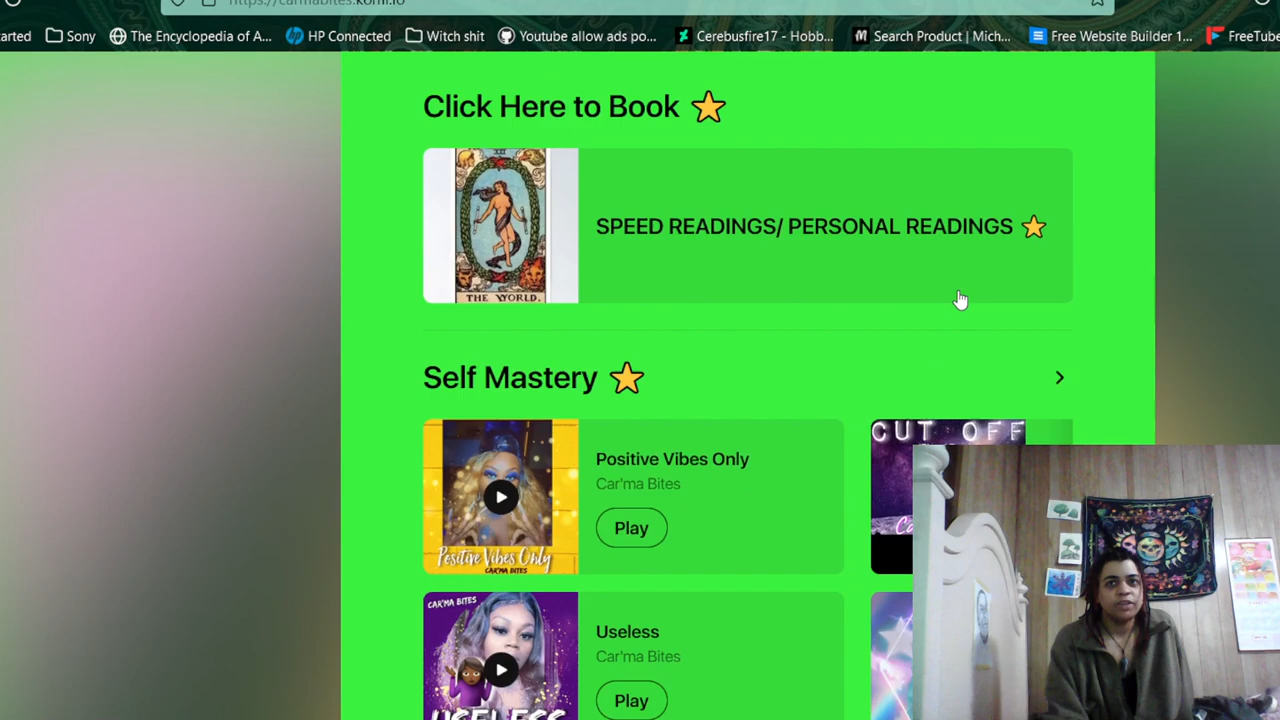 https://carmabites.komi.io
arted
Sony
The Encyclopedia of A...
HP Connected
Witch shit
Youtube allow ads po...
Cerebusfire17 - Hobb...
Search Product | Mich...
Free Website Builder 1...
FreeTube
Click Here to Book
THE WORLD.
SPEED READINGS/ PERSONAL READINGS
Self Mastery
Positive Vibes Only
CAR'MA BITES
Positive Vibes Only
Car'ma Bites
Play
CUT OFF
CAR'MA BITES
USELESS
Useless
Car'ma Bites
Play